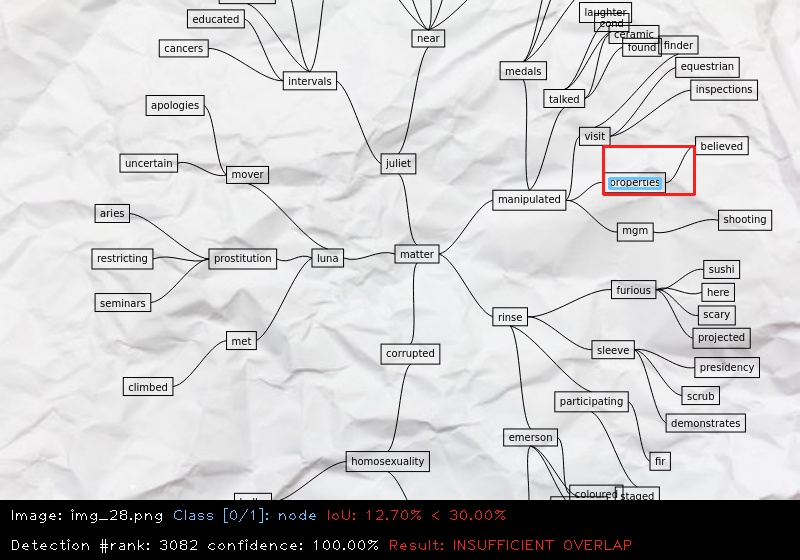 laughter
cond
educated
ceramic
near
finder
cancers
found
equestrian
medals
intervals
inspections
talked
apologies
visit
believed
uncertain
juliet
mover
properties
manipulated
aries
shooting
mgm
matter
restricting
prostitution
luna
sushi
furious
here
seminars
scary
rinse
met
projected
sleeve
corrupted
presidency
climbed
scrub
participating
demonstrates
emerson
homosexuality
fir
coloured
staged
Image: img_28.png Class [0/1]: node IoU: 12.70% < 30.00%
Detection #rank: 3082 confidence: 100.00% Result: INSUFFICIENT OVERLAP